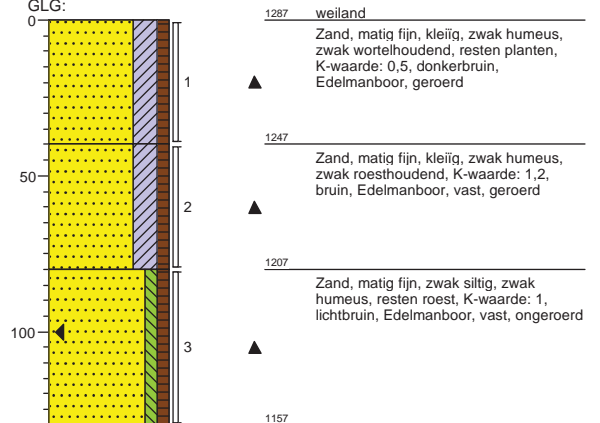 GLG:
0
50
100
1
2
3
1287 weiland
Zand, matig fijn, kleiïg, zwak humeus,
zwak wortelhoudend, resten planten,
K-waarde: 0,5, donkerbruin,
Edelmanboor, geroerd
1247
Zand, matig fijn, kleiïg, zwak humeus,
zwak roesthoudend, K-waarde: 1,2,
bruin, Edelmanboor, vast, geroerd
1207
Zand, matig fijn, zwak siltig, zwak
humeus, resten roest, K-waarde: 1,
lichtbruin, Edelmanboor, vast, ongeroerd
1157